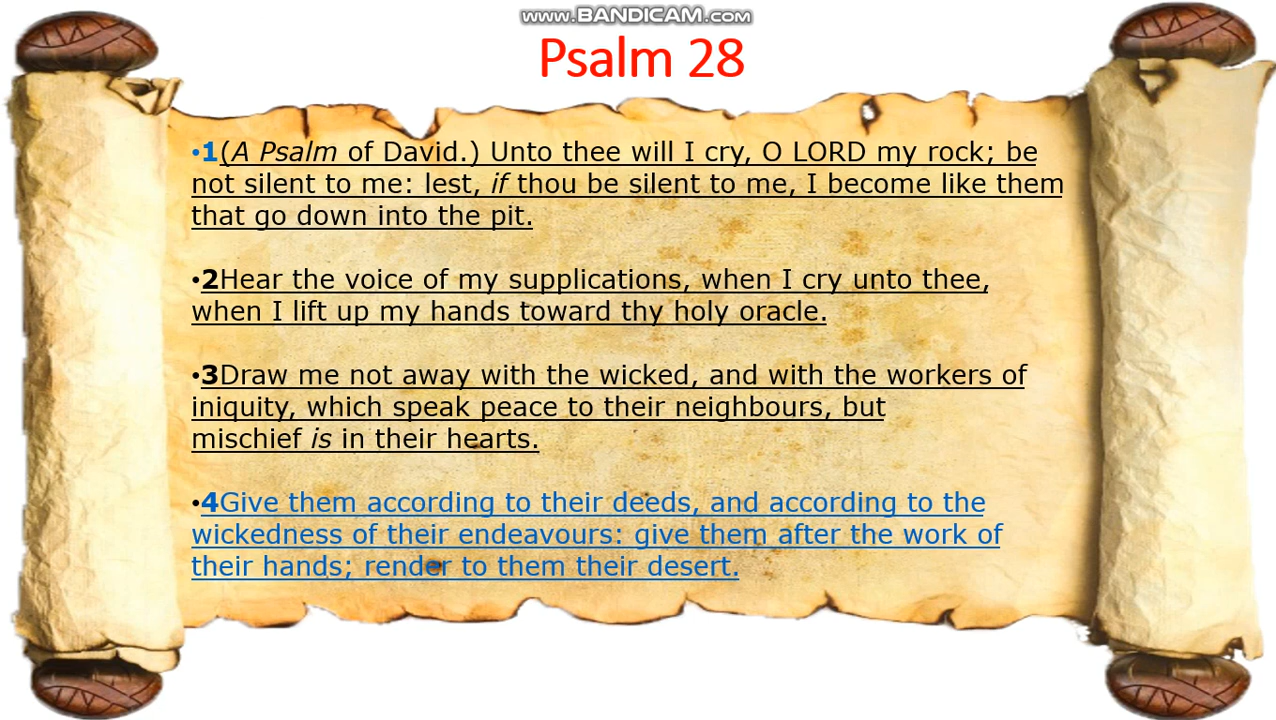 www.BANDICAM.com
Psalm 28
•1(A Psalm of David.) Unto thee will I cry, O LORD my rock; be
not silent to me: lest, if thou be silent to me, I become like them
that go down into the pit.
•2Hear the voice of my supplications, when I cry unto thee,
when I lift up my hands toward thy holy oracle.
•3Draw me not away with the wicked, and with the workers of
iniquity, which speak peace to their neighbours, but
mischief is in their hearts.
•4Give them according to their deeds, and according to the
wickedness of their endeavours: give them after the work of
their hands; render to them their desert.